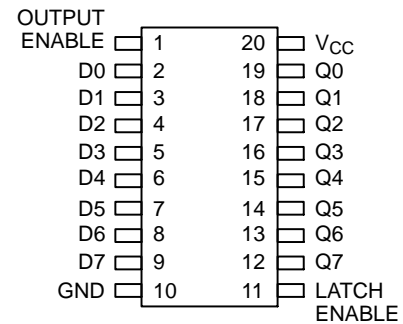 OUTPUT
ENABLE 1 20 VCC
D0 2 19 Q0
D1 3 18 Q1
D2 4 17 Q2
D3 5 16 Q3
D4 6 15 Q4
D5 7 14 Q5
D6 8 13 Q6
D7 9 12 Q7
GND 10 11 LATCH
ENABLE